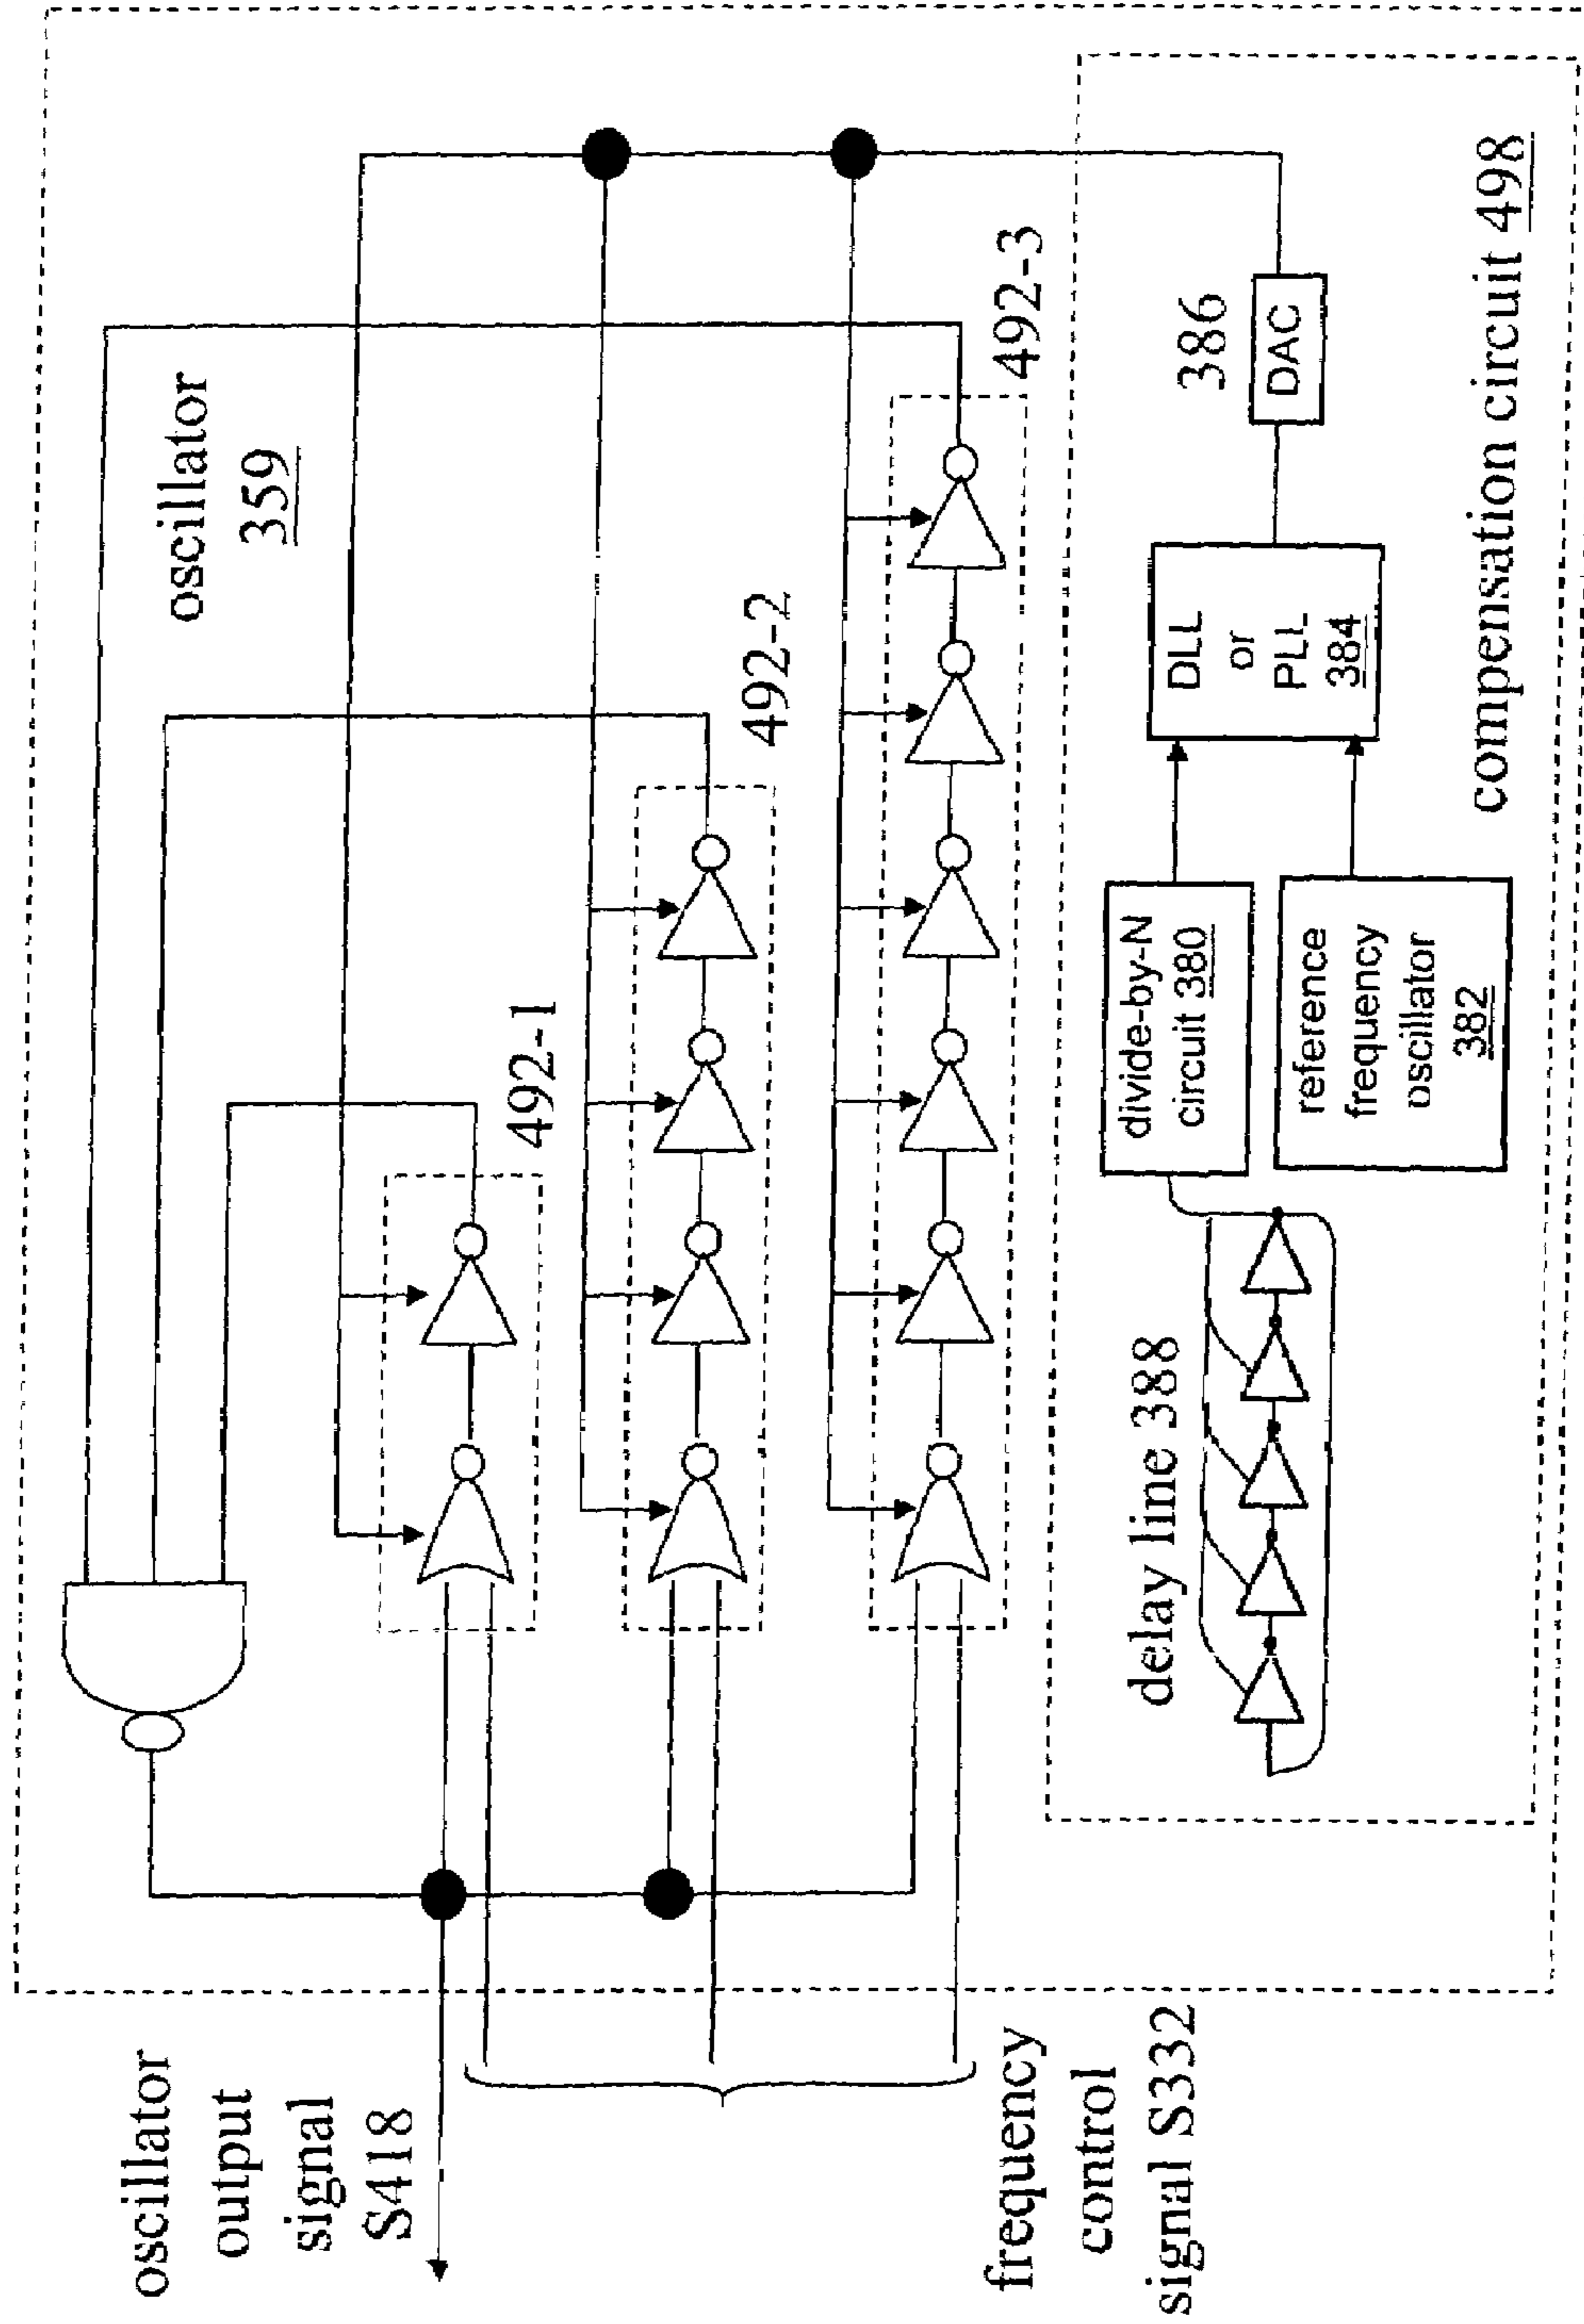 oscillator
output
signal
S418
frequency
control
signal S332
oscillator
359
492-1
492-2
492-3
delay line 388
divide-by-N
circuit 380
reference
frequency
oscillator
382
DLL
or
PLL
384
386
DAC
compensation circuit 498